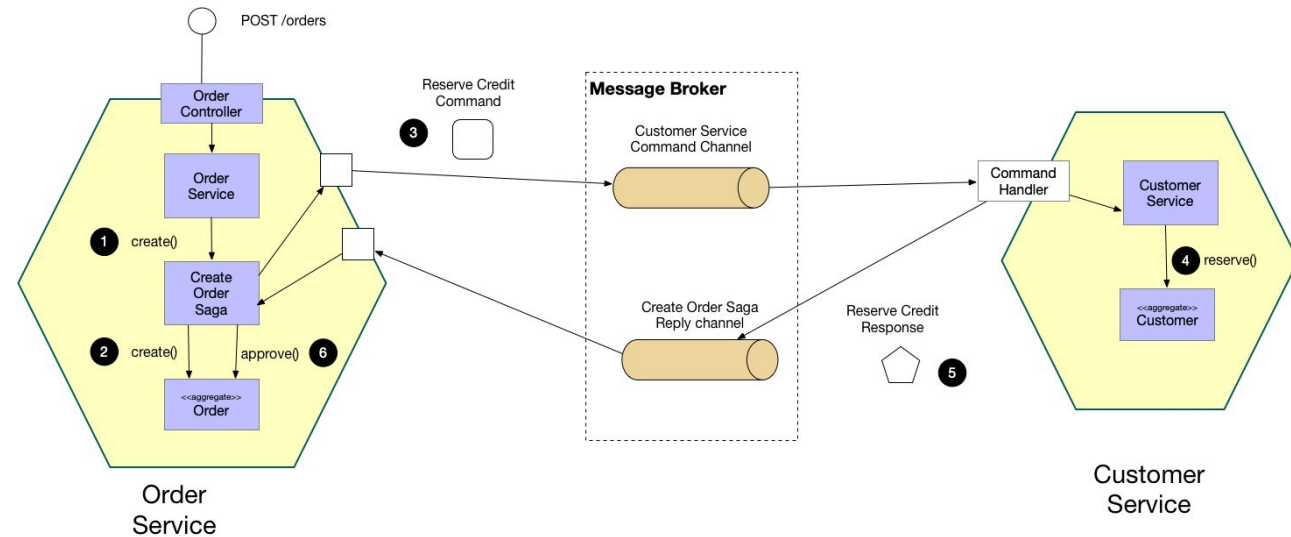 POST /orders
Order
Controller
Order
Service
1
create()
Create
Order
Saga
2
create()
approve()
6
<<aggregate>>
Order
Order
Service
Reserve Credit
Command
3
Message Broker
Customer Service
Command Channel
Create Order Saga
Reply channel
Reserve Credit
Response
5
Command
Handler
Customer
Service
4
reserve()
<<aggregate>>
Customer
Customer
Service